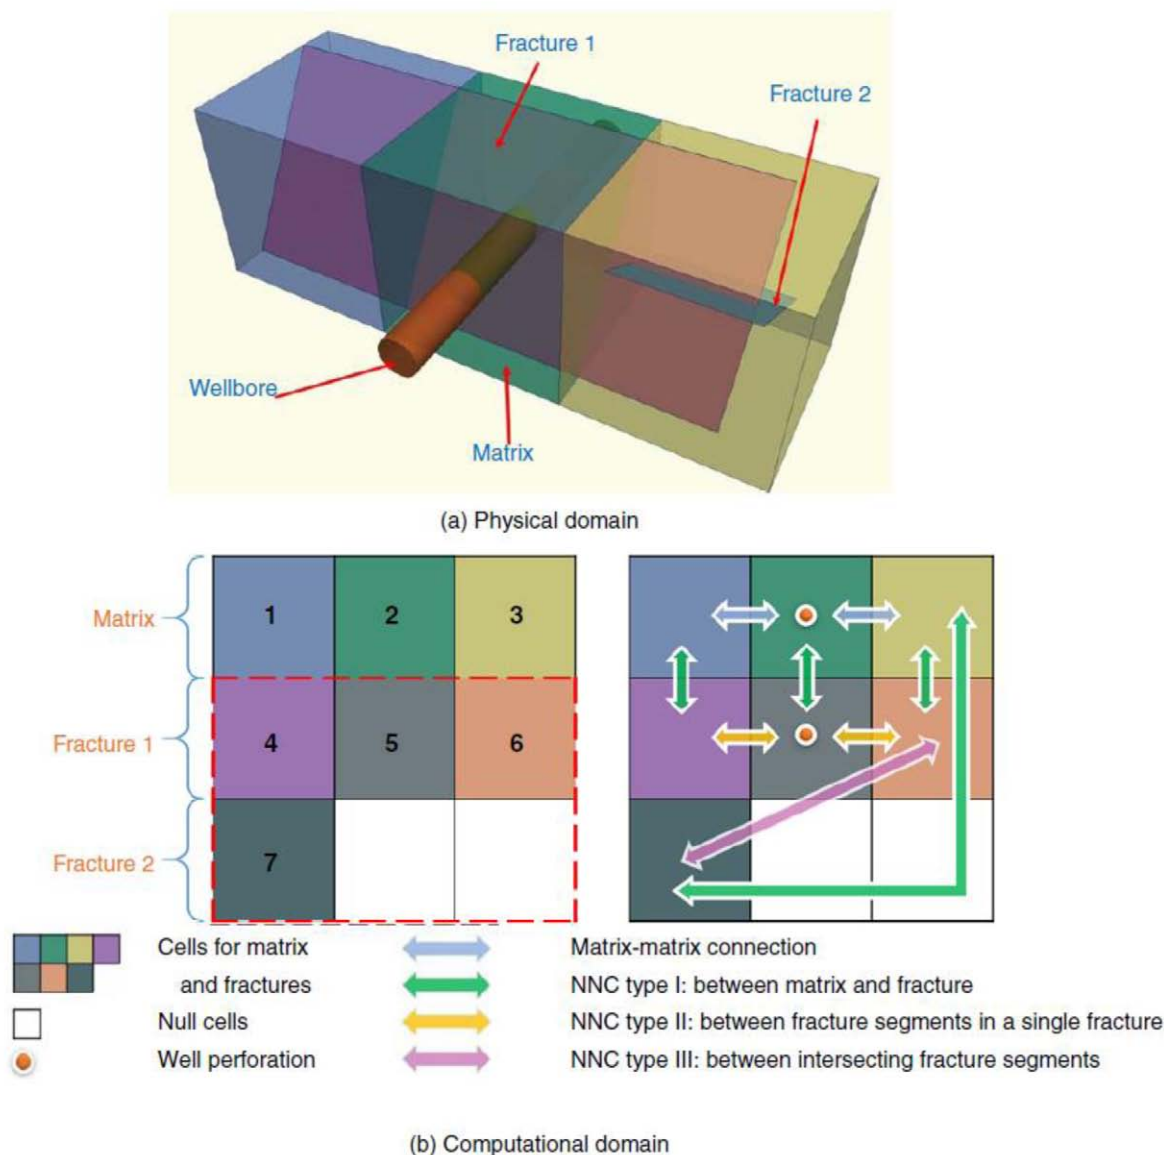 Fracture 1
Fracture 2
Wellbore
Matrix
(a) Physical domain
Matrix
1 2 3
Fracture 1
4 5 6
Fracture 2
7
Cells for matrix
and fractures
Null cells
Well perforation
Matrix-matrix connection
NNC type I: between matrix and fracture
NNC type II: between fracture segments in a single fracture
NNC type III: between intersecting fracture segments
(b) Computational domain